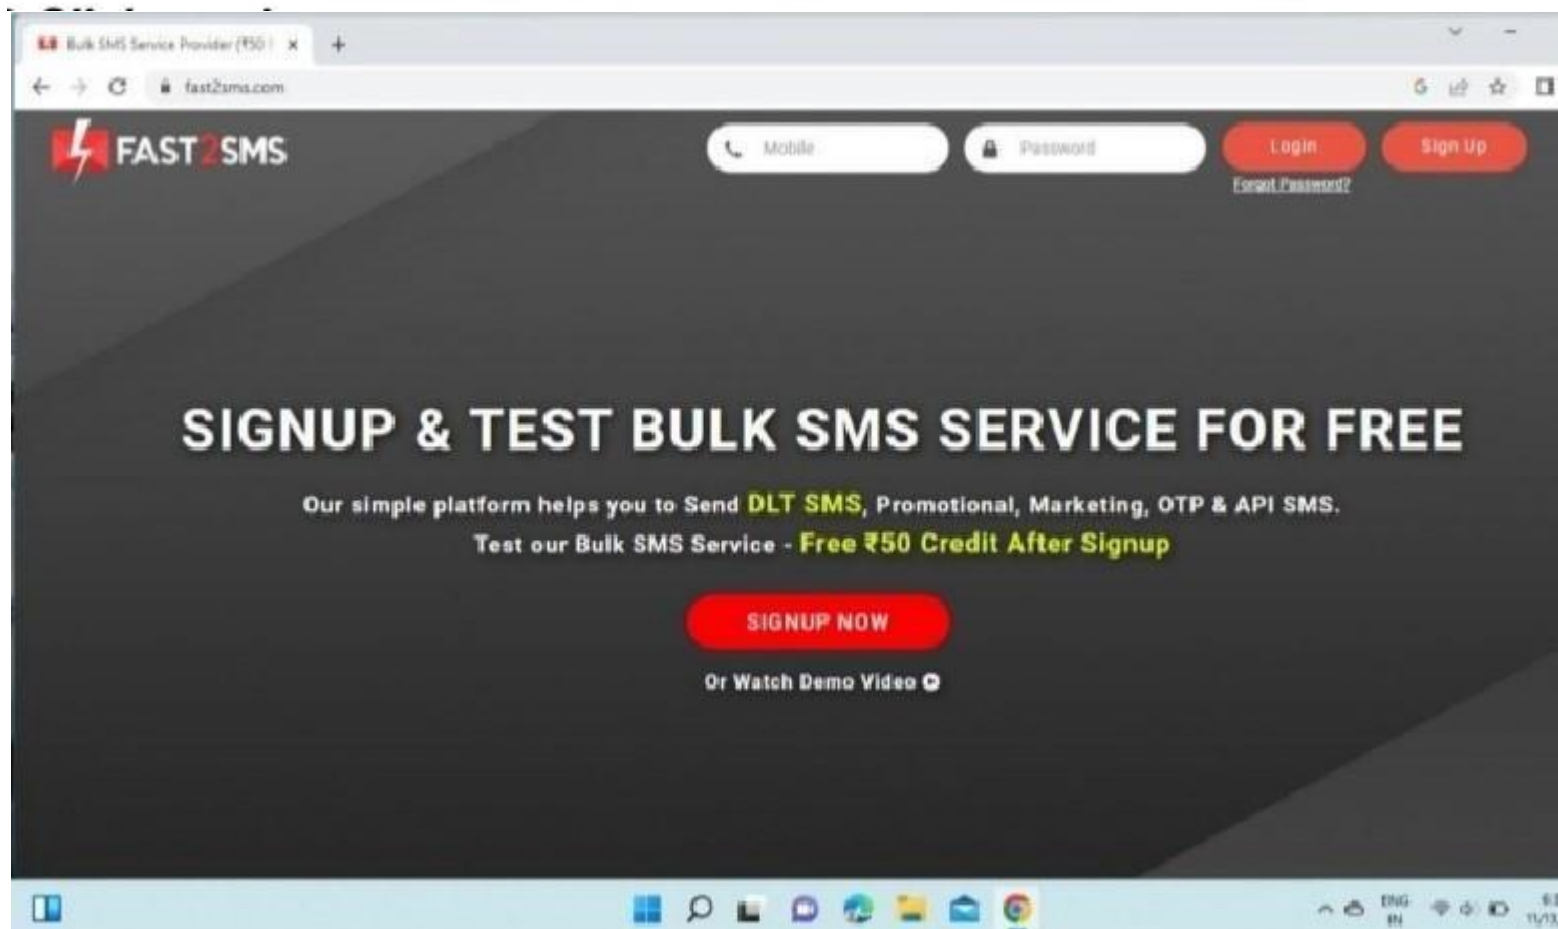 Bulk SMS Service Provider (₹50
fast2sms.com
FAST2SMS
Mobile
Password
Login
Sign Up
Forgot Password?
SIGNUP & TEST BULK SMS SERVICE FOR FREE
Our simple platform helps you to Send DLT SMS, Promotional, Marketing, OTP & API SMS.
Test our Bulk SMS Service - Free ₹50 Credit After Signup
SIGNUP NOW
Or Watch Demo Video
ENG
IN